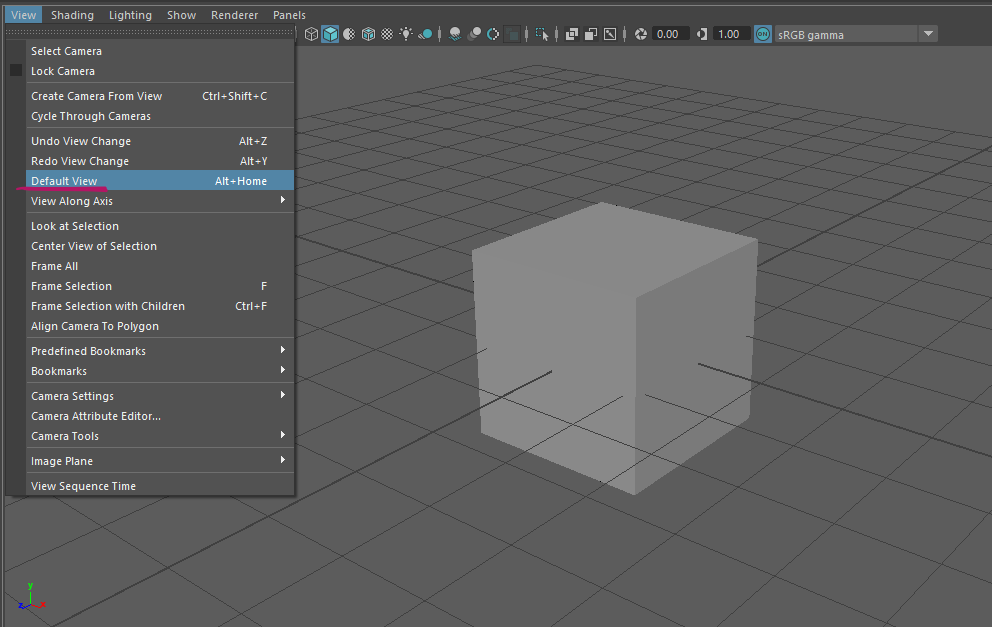 View Shading Lighting Show Renderer Panels
0.00 1.00 ON sRGB gamma
Select Camera
Lock Camera
Create Camera From View Ctrl+Shift+C
Cycle Through Cameras
Undo View Change Alt+Z
Redo View Change Alt+Y
Default View Alt+Home
View Along Axis
Look at Selection
Center View of Selection
Frame All
Frame Selection F
Frame Selection with Children Ctrl+F
Align Camera To Polygon
Predefined Bookmarks
Bookmarks
Camera Settings
Camera Attribute Editor...
Camera Tools
Image Plane
View Sequence Time
y
z x